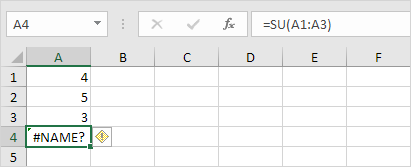 A4 fx =SU(A1:A3)
A B C D E F
1 4
2 5
3 3
4 #NAME?
5